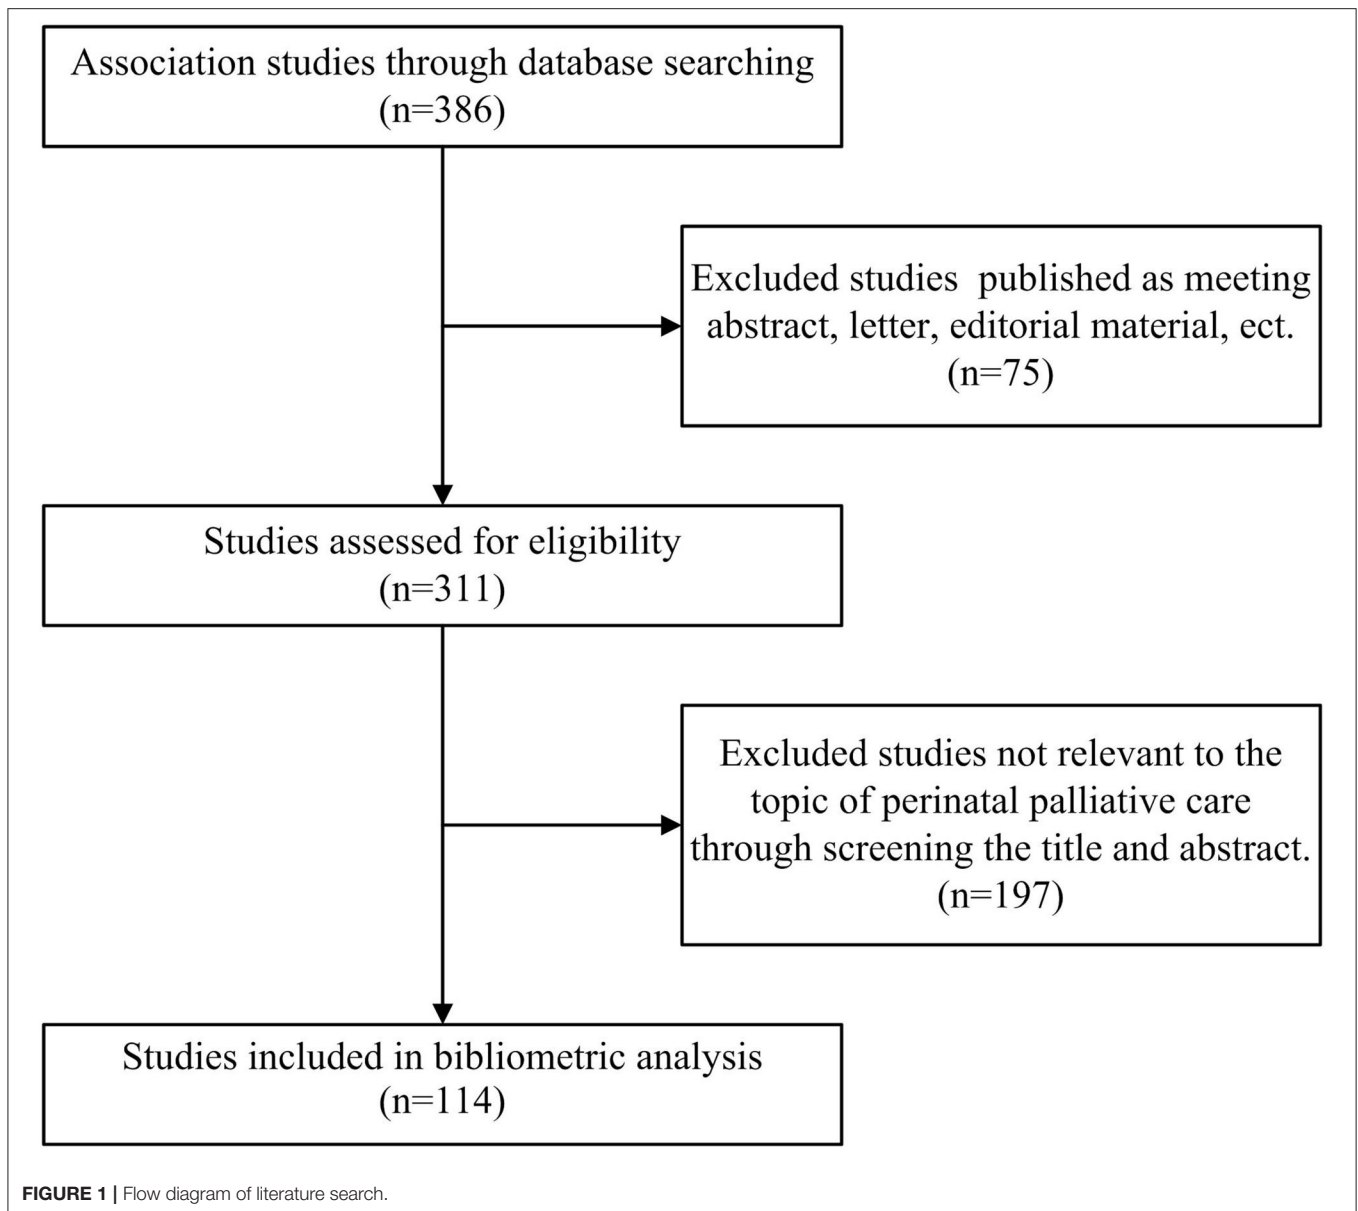 Association studies through database searching
(n=386)
Excluded studies published as meeting
abstract, letter, editorial material, ect.
(n=75)
Studies assessed for eligibility
(n=311)
Excluded studies not relevant to the
topic of perinatal palliative care
through screening the title and abstract.
(n=197)
Studies included in bibliometric analysis
(n=114)
FIGURE 1 | Flow diagram of literature search.